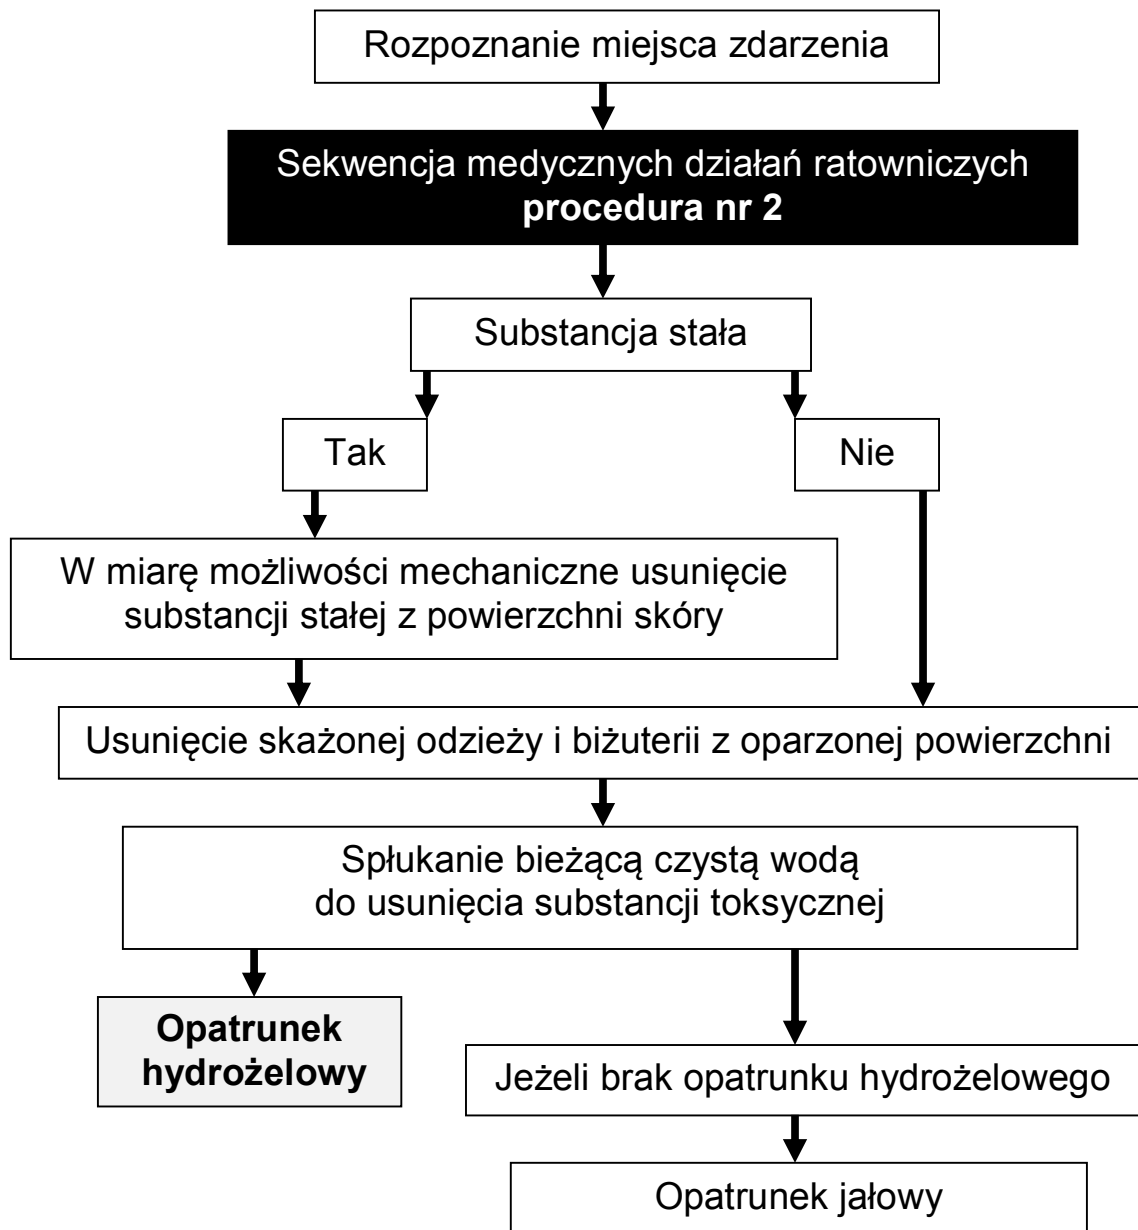 Rozpoznanie miejsca zdarzenia
Sekwencja medycznych działań ratowniczych
procedura nr 2
Substancja stała
Tak
Nie
W miarę możliwości mechaniczne usunięcie
substancji stałej z powierzchni skóry
Usunięcie skażonej odzieży i biżuterii z oparzonej powierzchni
Spłukanie bieżącą czystą wodą
do usunięcia substancji toksycznej
Opatrunek
hydrożelowy
Jeżeli brak opatrunku hydrożelowego
Opatrunek jałowy